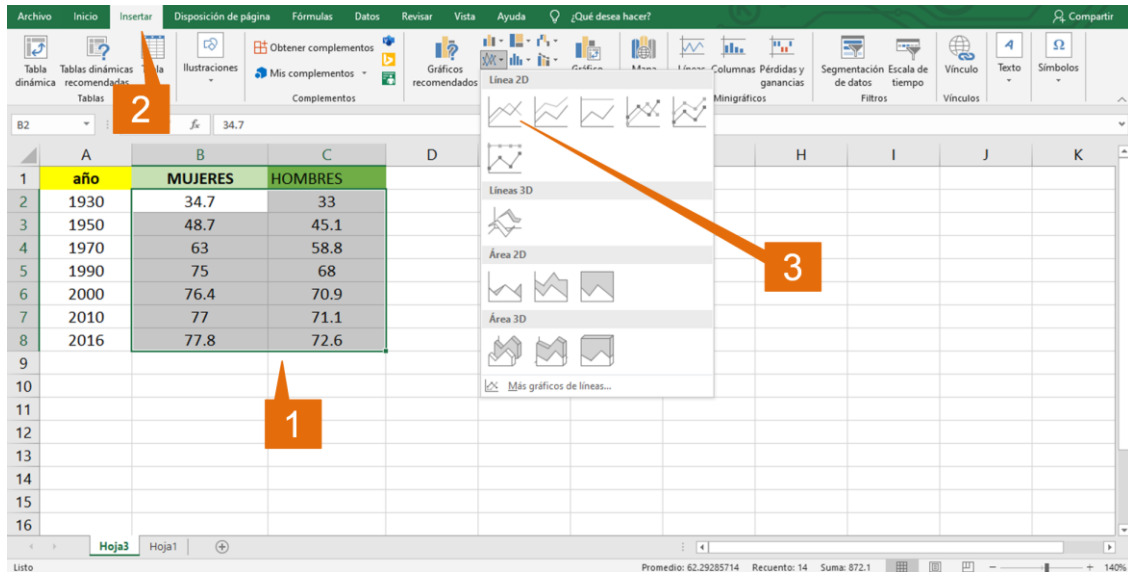 Archivo Inicio Insertar Disposición de página Fórmulas Datos Revisar Vista Ayuda ¿Qué desea hacer? Compartir
Tabla dinámica Tablas dinámicas recomendadas Ilustraciones
Obtener complementos
Mis complementos
Gráficos recomendados
Columnas Pérdidas y ganancias
Segmentación de datos Escala de tiempo
Vínculo Texto Símbolos
Tablas Complementos Minigráficos Filtros Vínculos
2
B2 fx 34.7
Línea 2D
Líneas 3D
Área 2D
Área 3D
Más gráficos de líneas...
3
A B C D H I J K
1 año MUJERES HOMBRES
2 1930 34.7 33
3 1950 48.7 45.1
4 1970 63 58.8
5 1990 75 68
6 2000 76.4 70.9
7 2010 77 71.1
8 2016 77.8 72.6
9
10
11
1
12
13
14
15
16
Hoja3 Hoja1
Listo Promedio: 62.29285714 Recuento: 14 Suma: 872.1 140%